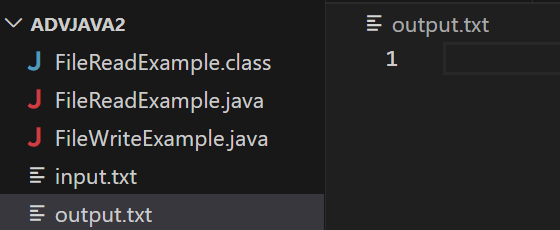 ADVJAVA2
FileReadExample.class
FileReadExample.java
FileWriteExample.java
input.txt
output.txt
output.txt
1